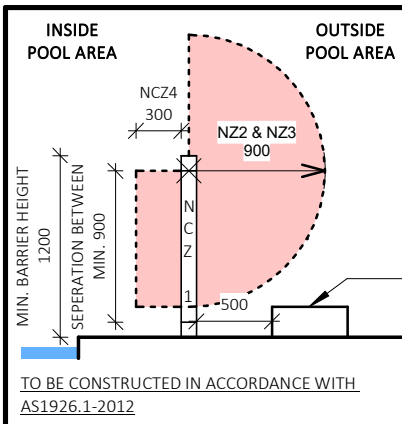 INSIDE
POOL AREA
OUTSIDE
POOL AREA
NCZ4
300
NZ2 & NZ3
900
MIN. BARRIER HEIGHT
1200
SEPERATION BETWEEN
MIN. 900
N
C
Z
1
500
TO BE CONSTRUCTED IN ACCORDANCE WITH
AS1926.1-2012